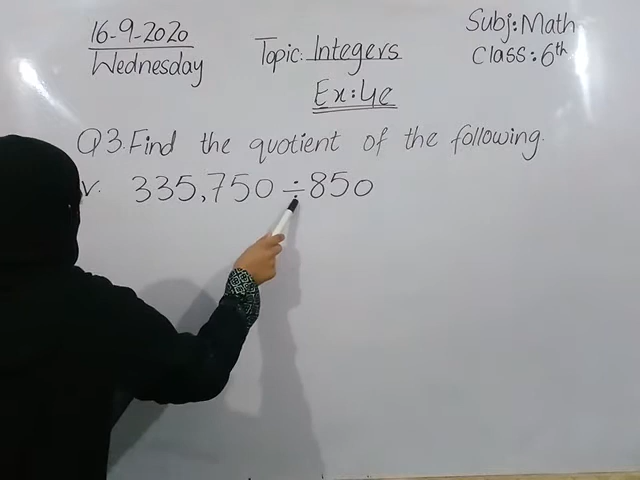 16-9-2020
Wednesday
Topic: Integers
Ex:4e
Subj:Math
Class:6th
Q3.Find the quotient of the following.
v. 335,750 ÷ 850